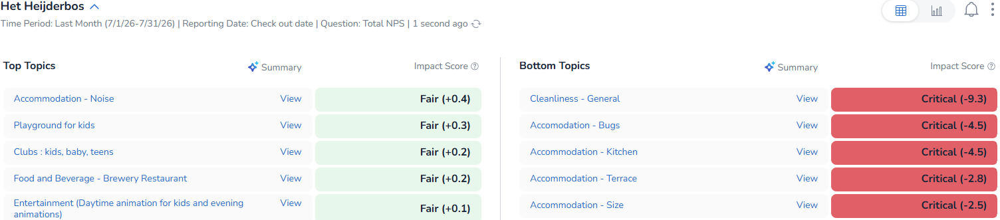 Het Heijderbos
Time Period: Last Month (7/1/26-7/31/26) | Reporting Date: Check out date | Question: Total NPS | 1 second ago
Top Topics Summary Impact Score
Accommodation - Noise View Fair (+0.4)
Playground for kids View Fair (+0.3)
Clubs : kids, baby, teens View Fair (+0.2)
Food and Beverage - Brewery Restaurant View Fair (+0.2)
Entertainment (Daytime animation for kids and evening View Fair (+0.1)
animations)
Bottom Topics Summary Impact Score
Cleanliness - General View Critical (-9.3)
Accomodation - Bugs View Critical (-4.5)
Accommodation - Kitchen View Critical (-4.5)
Accommodation - Terrace View Critical (-2.8)
Accommodation - Size View Critical (-2.5)